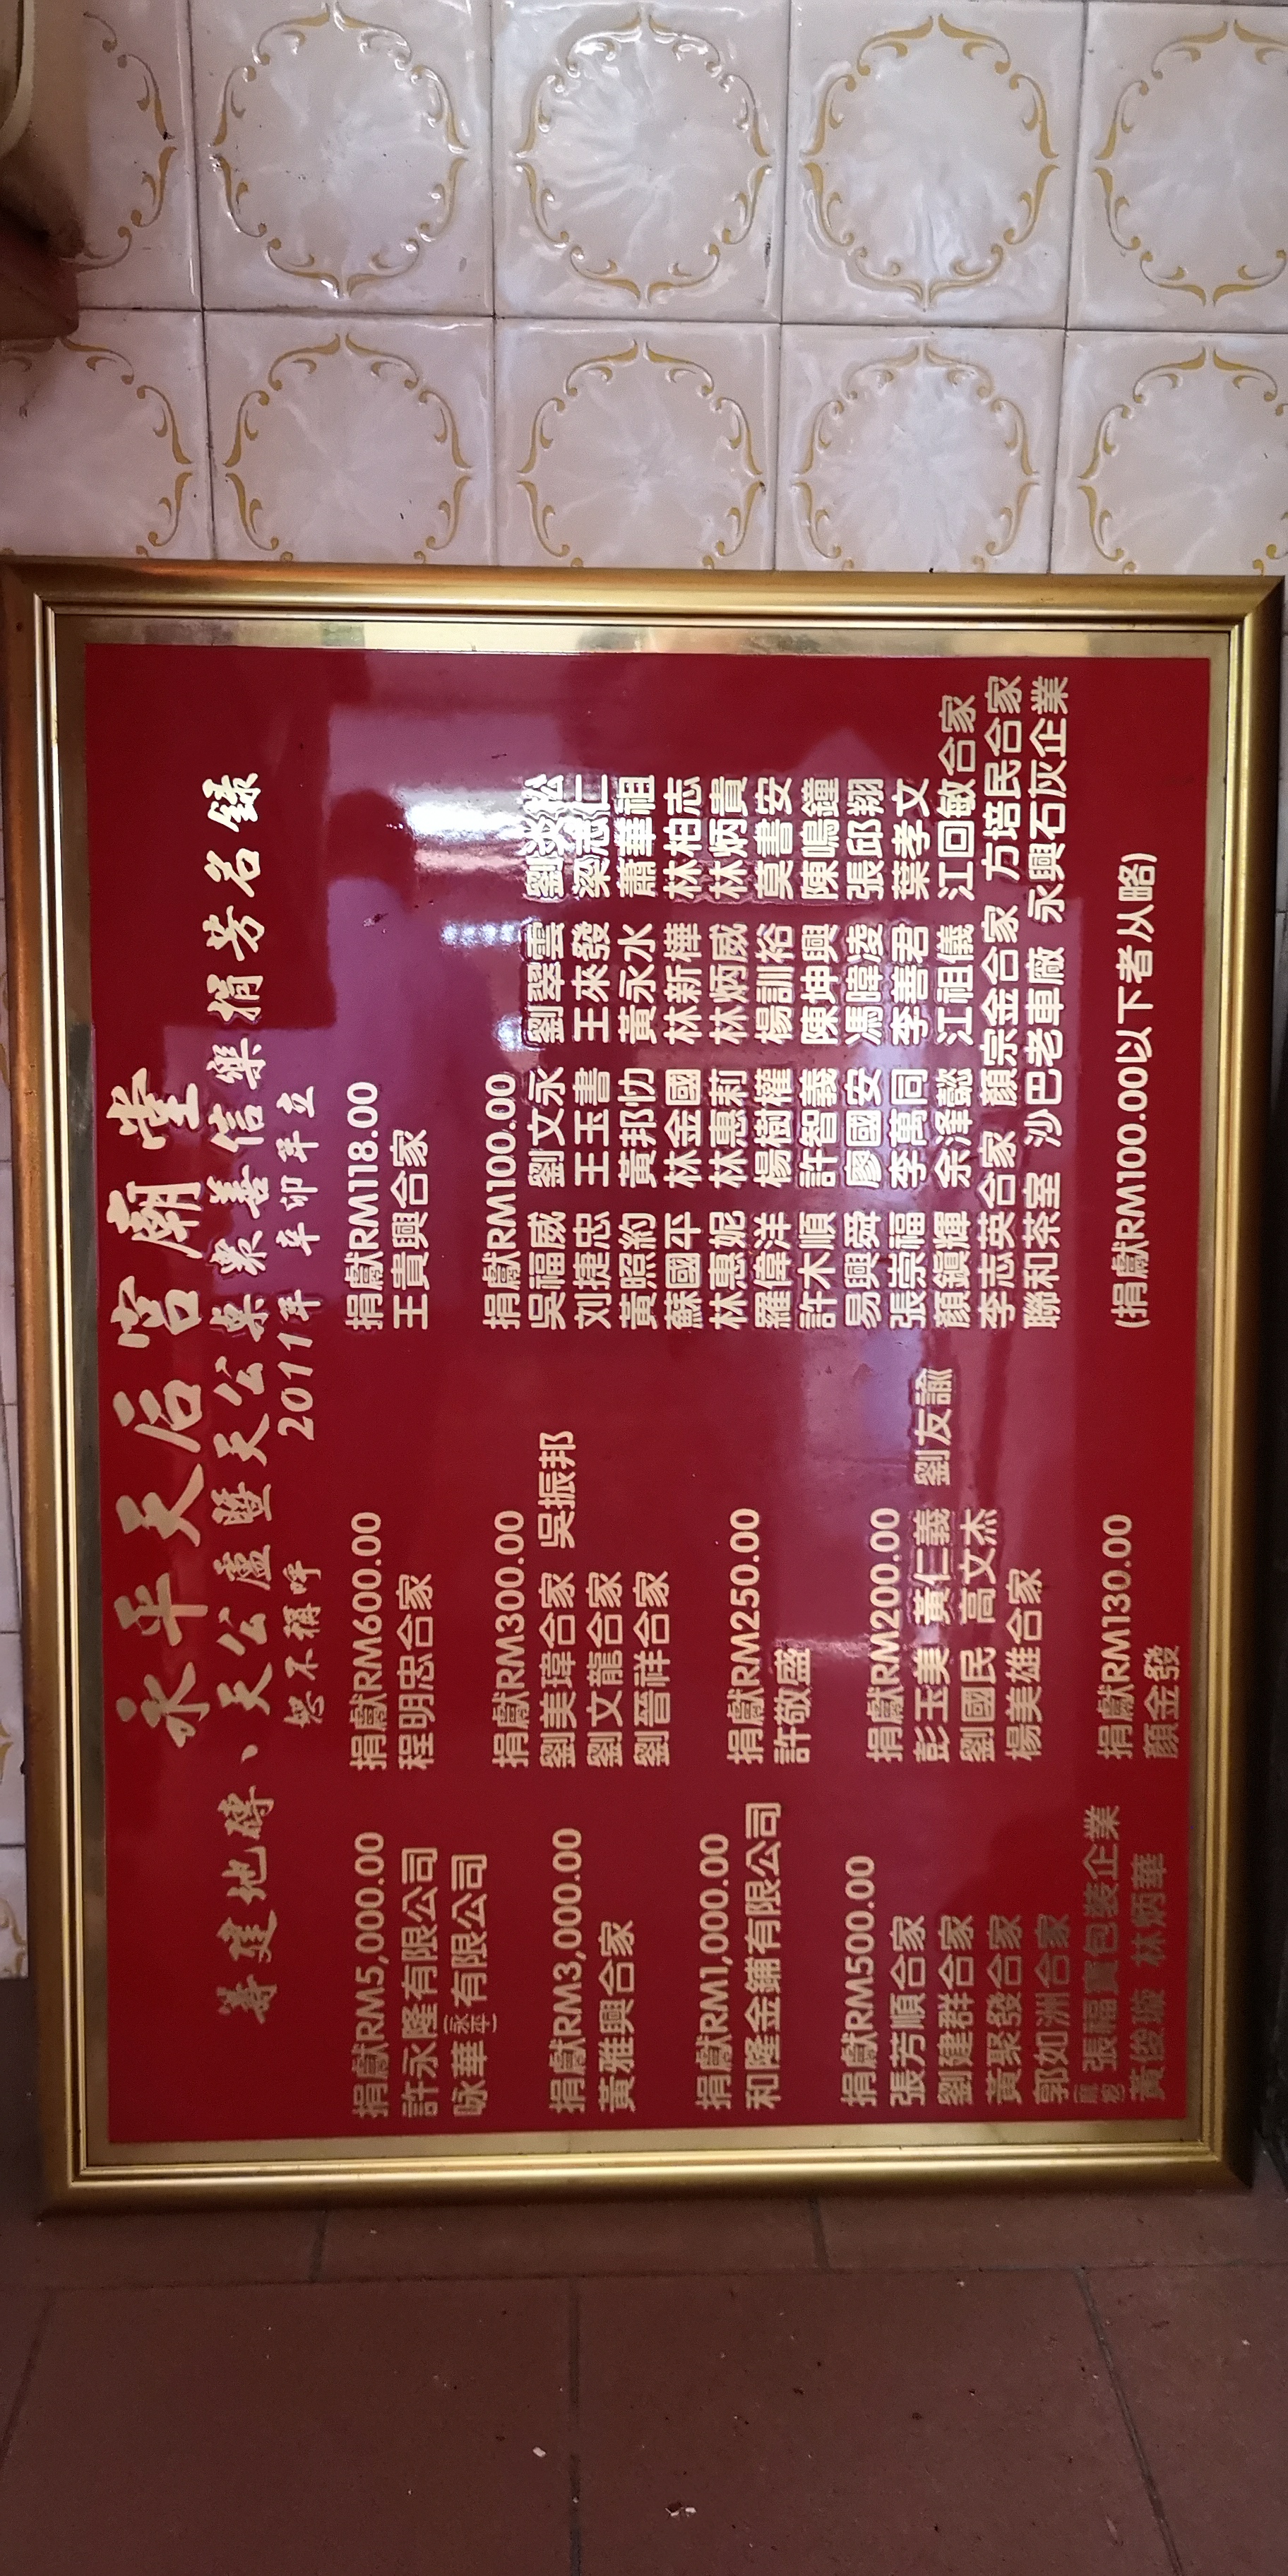 永平天后宮廟堂
籌建地磚、天公廬暨天公業眾善信樂捐芳名錄
恕不稱呼 2011年辛卯年立
捐獻RM5,000.00
許永隆有限公司
咏華(永平)有限公司
捐獻RM3,000.00
黃雅興合家
捐獻RM1,000.00
和隆金鋪有限公司
捐獻RM500.00
張芳順合家
劉建群合家
黃聚發合家
郭如洲合家
張福寶包裝企業
黃俊璇 林炳華
捐獻RM600.00
程明忠合家
捐獻RM300.00
劉美瑋合家 吳振邦
劉文龍合家
劉晉祥合家
捐獻RM250.00
許敬盛
捐獻RM200.00
彭玉美 黃仁義 劉友諭
劉國民 高文杰
楊美雄合家
捐獻RM130.00
顏金發
捐獻RM118.00
王貴興合家
捐獻RM100.00
吳福威 劉文永 劉翠雲 劉淡松
刘捷忠 王玉書 王來發 梁志仁
黃照約 黃邦忇 黃永水 蕭華祖
蘇國平 林金國 林新樺 林柏志
林惠妮 林惠莉 林炳威 林炳貴
羅偉洋 楊樹權 楊訓裕 莫書安
許木順 許智義 陳坤興 陳鳴鐘
易興舜 廖國安 馮暐凌 張邱翔
張崇福 李萬同 李善君 葉孝文
顏鎖輝 余澤懿 江祖儀 江回敏合家
李志英合家 顏宗金合家 方培民合家
聯和茶室 沙巴老車廠 永興石灰企業
(捐獻RM100.00以下者从略)